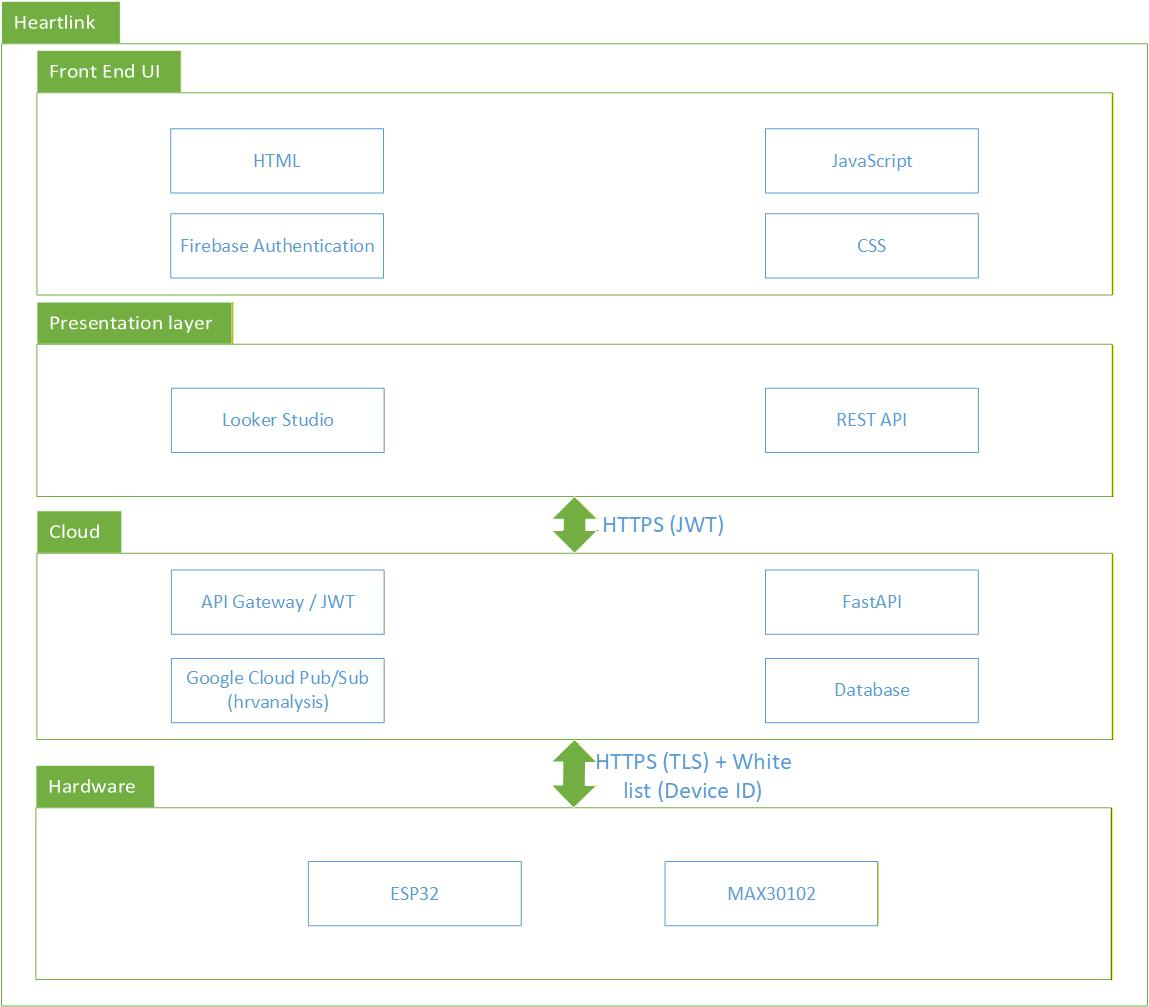 Heartlink
Front End UI
HTML
JavaScript
Firebase Authentication
CSS
Presentation layer
Looker Studio
REST API
HTTPS (JWT)
Cloud
API Gateway / JWT
FastAPI
Google Cloud Pub/Sub
(hrvanalysis)
Database
HTTPS (TLS) + White
list (Device ID)
Hardware
ESP32
MAX30102